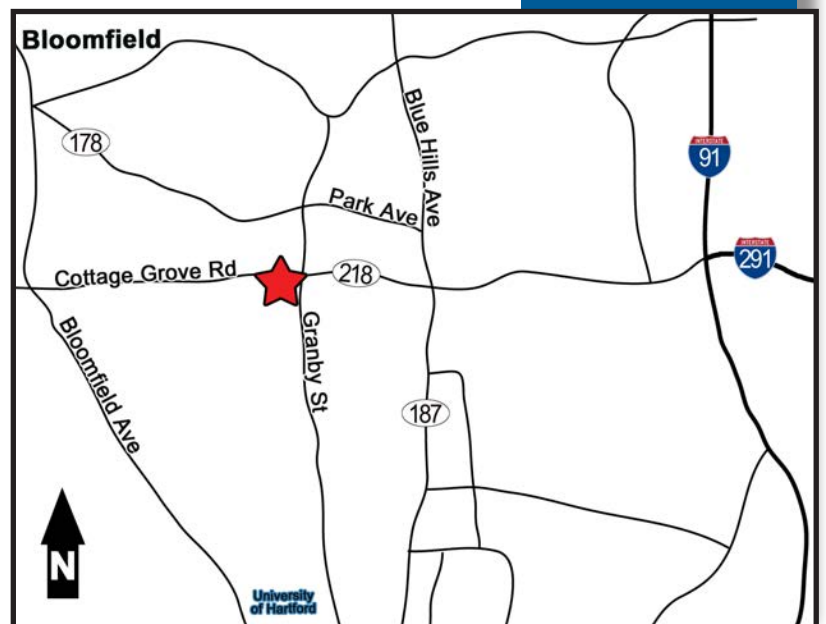 Bloomfield
178
Blue Hills Ave
INTERSTATE
91
Park Ave
INTERSTATE
291
Cottage Grove Rd
218
Bloomfield Ave
Granby St
187
N
University
of Hartford